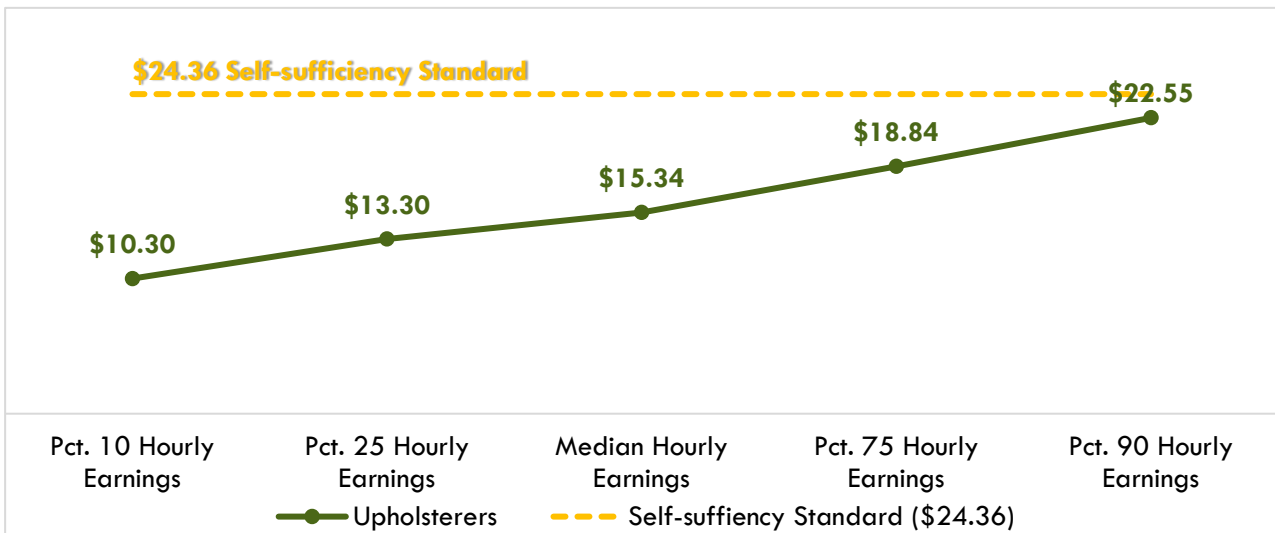 $24.36 Self-sufficiency Standard
$22.55
$18.84
$15.34
$13.30
$10.30
Pct. 10 Hourly Earnings
Pct. 25 Hourly Earnings
Median Hourly Earnings
Pct. 75 Hourly Earnings
Pct. 90 Hourly Earnings
Upholsterers
Self-suffiency Standard ($24.36)